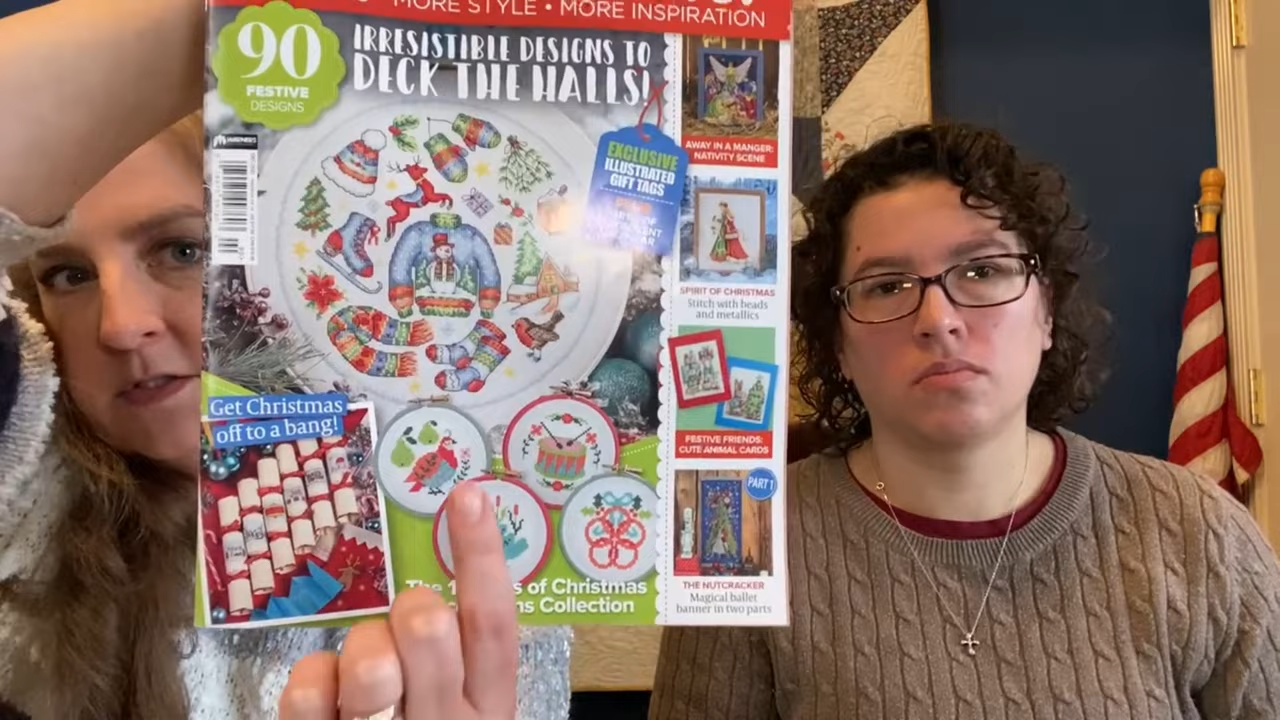 MORE STYLE • MORE INSPIRATION
90
FESTIVE
DESIGNS
IRRESISTIBLE DESIGNS TO
DECK THE HALLS!
EXCLUSIVE
ILLUSTRATED
GIFT TAGS
AWAY IN A MANGER:
NATIVITY SCENE
SPIRIT OF CHRISTMAS
Stitch with beads
and metallics
FESTIVE FRIENDS:
CUTE ANIMAL CARDS
PART 1
THE NUTCRACKER
Magical ballet
banner in two parts
Get Christmas
off to a bang!
The of Christmas
Collection